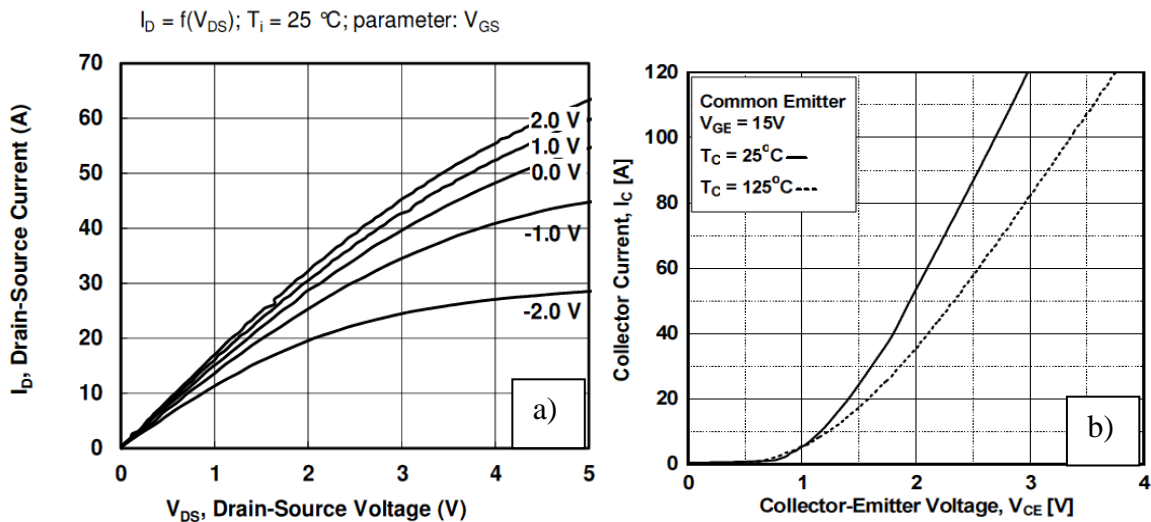 I_D = f(V_DS); T_i = 25 °C; parameter: V_GS
I_D, Drain-Source Current (A)
70
60
50
40
30
20
10
0
2.0 V
1.0 V
0.0 V
-1.0 V
-2.0 V
a)
0 1 2 3 4 5
V_DS, Drain-Source Voltage (V)
Collector Current, I_C [A]
120
100
80
60
40
20
0
Common Emitter
V_GE = 15V
T_C = 25°C
T_C = 125°C
b)
0 1 2 3 4
Collector-Emitter Voltage, V_CE [V]